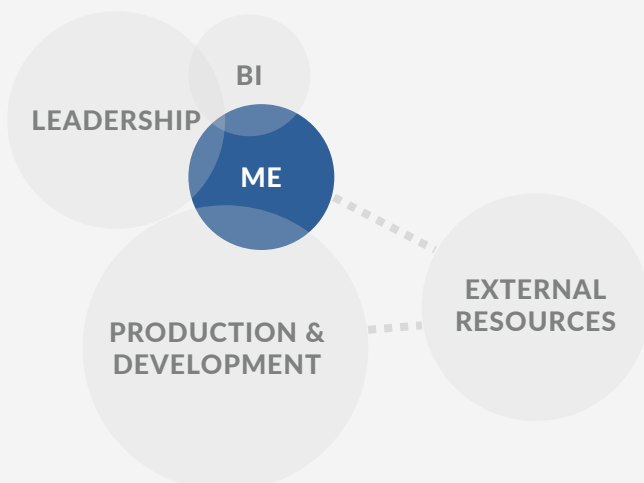 BI
LEADERSHIP
ME
EXTERNAL
RESOURCES
PRODUCTION &
DEVELOPMENT